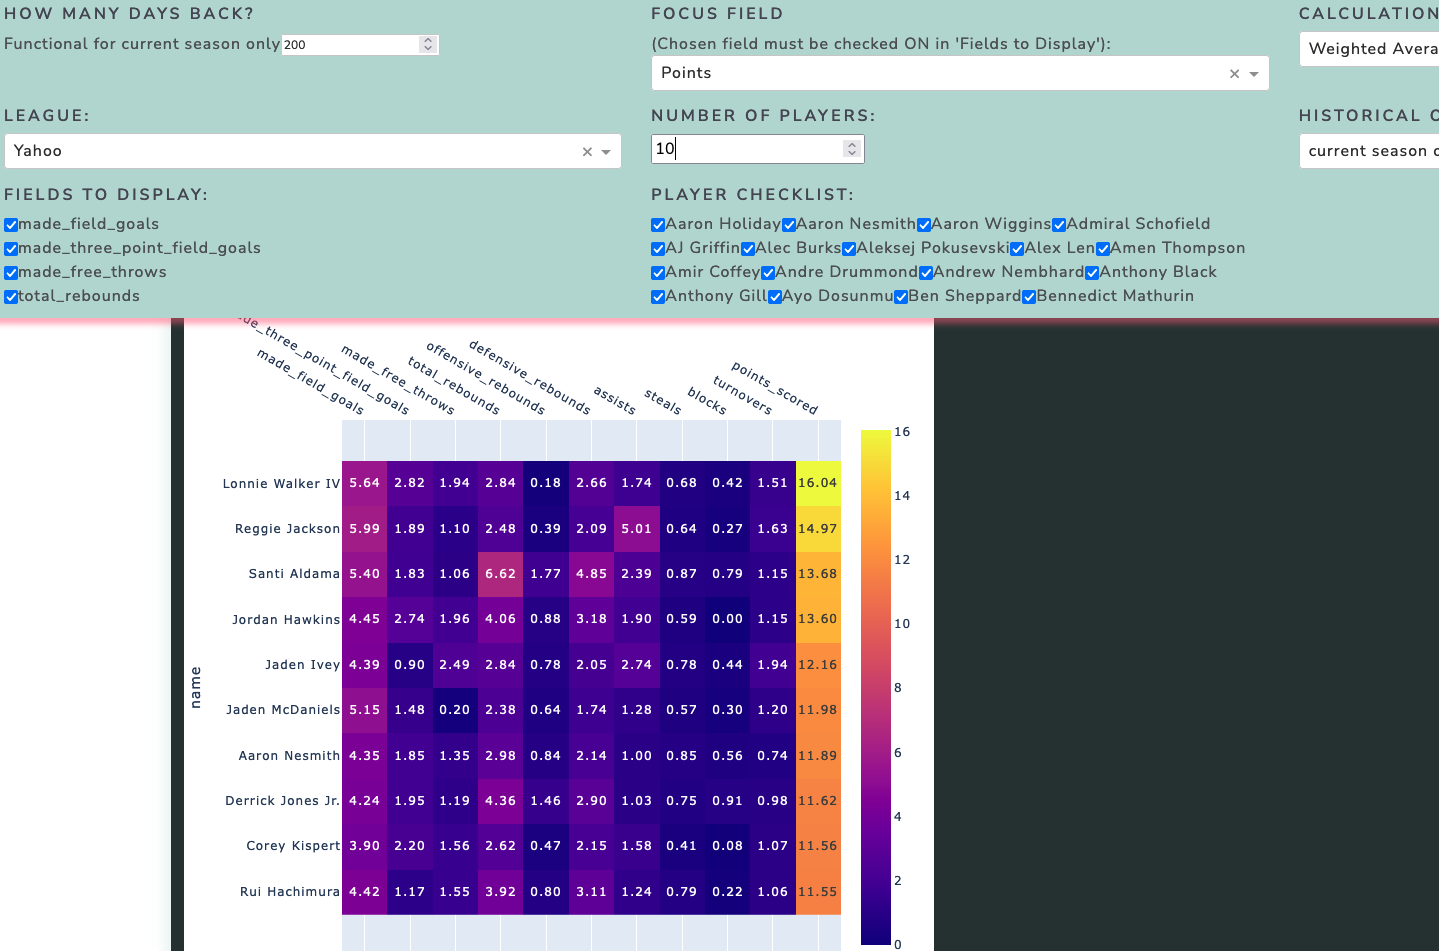 HOW MANY DAYS BACK?
Functional for current season only 200
FOCUS FIELD
(Chosen field must be checked ON in 'Fields to Display'):
Points
CALCULATION
Weighted Avera
LEAGUE:
Yahoo
NUMBER OF PLAYERS:
10
HISTORICAL
current season
FIELDS TO DISPLAY:
made_field_goals
made_three_point_field_goals
made_free_throws
total_rebounds
PLAYER CHECKLIST:
Aaron Holiday Aaron Nesmith Aaron Wiggins Admiral Schofield
AJ Griffin Alec Burks Aleksej Pokusevski Alex Len Amen Thompson
Amir Coffey Andre Drummond Andrew Nembhard Anthony Black
Anthony Gill Ayo Dosunmu Ben Sheppard Bennedict Mathurin
made_field_goals
de_three_point_field_goals
made_free_throws
total_rebounds
offensive_rebounds
defensive_rebounds
assists
steals
blocks
turnovers
points_scored
name
Lonnie Walker IV 5.64 2.82 1.94 2.84 0.18 2.66 1.74 0.68 0.42 1.51 16.04
Reggie Jackson 5.99 1.89 1.10 2.48 0.39 2.09 5.01 0.64 0.27 1.63 14.97
Santi Aldama 5.40 1.83 1.06 6.62 1.77 4.85 2.39 0.87 0.79 1.15 13.68
Jordan Hawkins 4.45 2.74 1.96 4.06 0.88 3.18 1.90 0.59 0.00 1.15 13.60
Jaden Ivey 4.39 0.90 2.49 2.84 0.78 2.05 2.74 0.78 0.44 1.94 12.16
Jaden McDaniels 5.15 1.48 0.20 2.38 0.64 1.74 1.28 0.57 0.30 1.20 11.98
Aaron Nesmith 4.35 1.85 1.35 2.98 0.84 2.14 1.00 0.85 0.56 0.74 11.89
Derrick Jones Jr. 4.24 1.95 1.19 4.36 1.46 2.90 1.03 0.75 0.91 0.98 11.62
Corey Kispert 3.90 2.20 1.56 2.62 0.47 2.15 1.58 0.41 0.08 1.07 11.56
Rui Hachimura 4.42 1.17 1.55 3.92 0.80 3.11 1.24 0.79 0.22 1.06 11.55
16
14
12
10
8
6
4
2
0